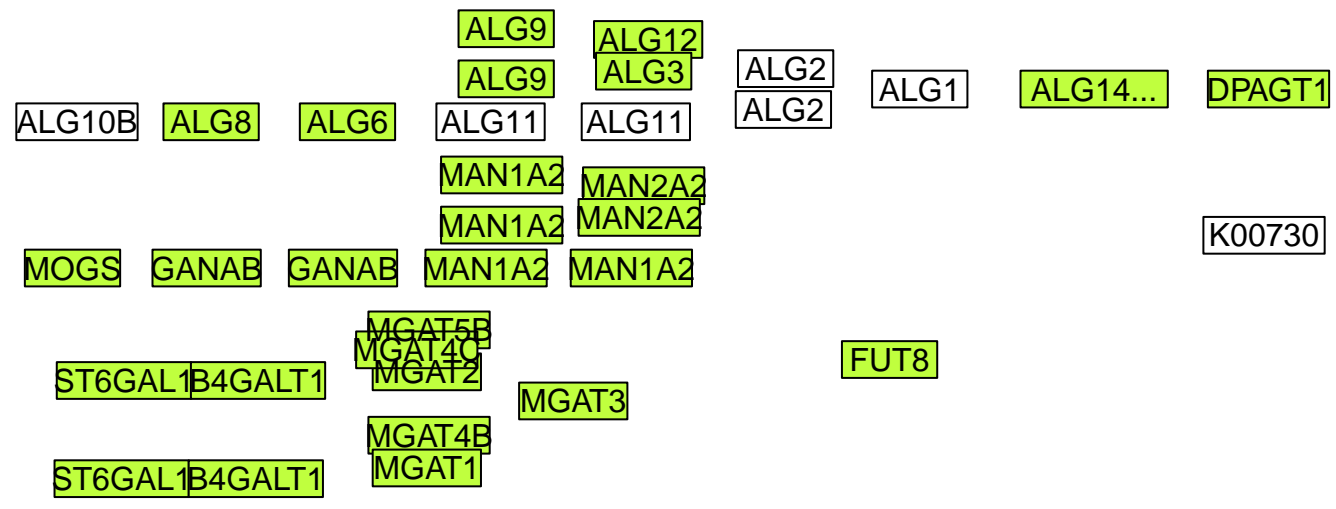 ALG9
ALG12
ALG9
ALG3
ALG2
ALG2
ALG1
ALG14...
DPAGT1
ALG10B
ALG8
ALG6
ALG11
ALG11
MAN1A2
MAN2A2
MAN1A2
MAN2A2
K00730
MOGS
GANAB
GANAB
MAN1A2
MAN1A2
MGAT5B
MGAT4C
MGAT2
FUT8
ST6GAL1
B4GALT1
MGAT3
MGAT4B
MGAT1
ST6GAL1
B4GALT1